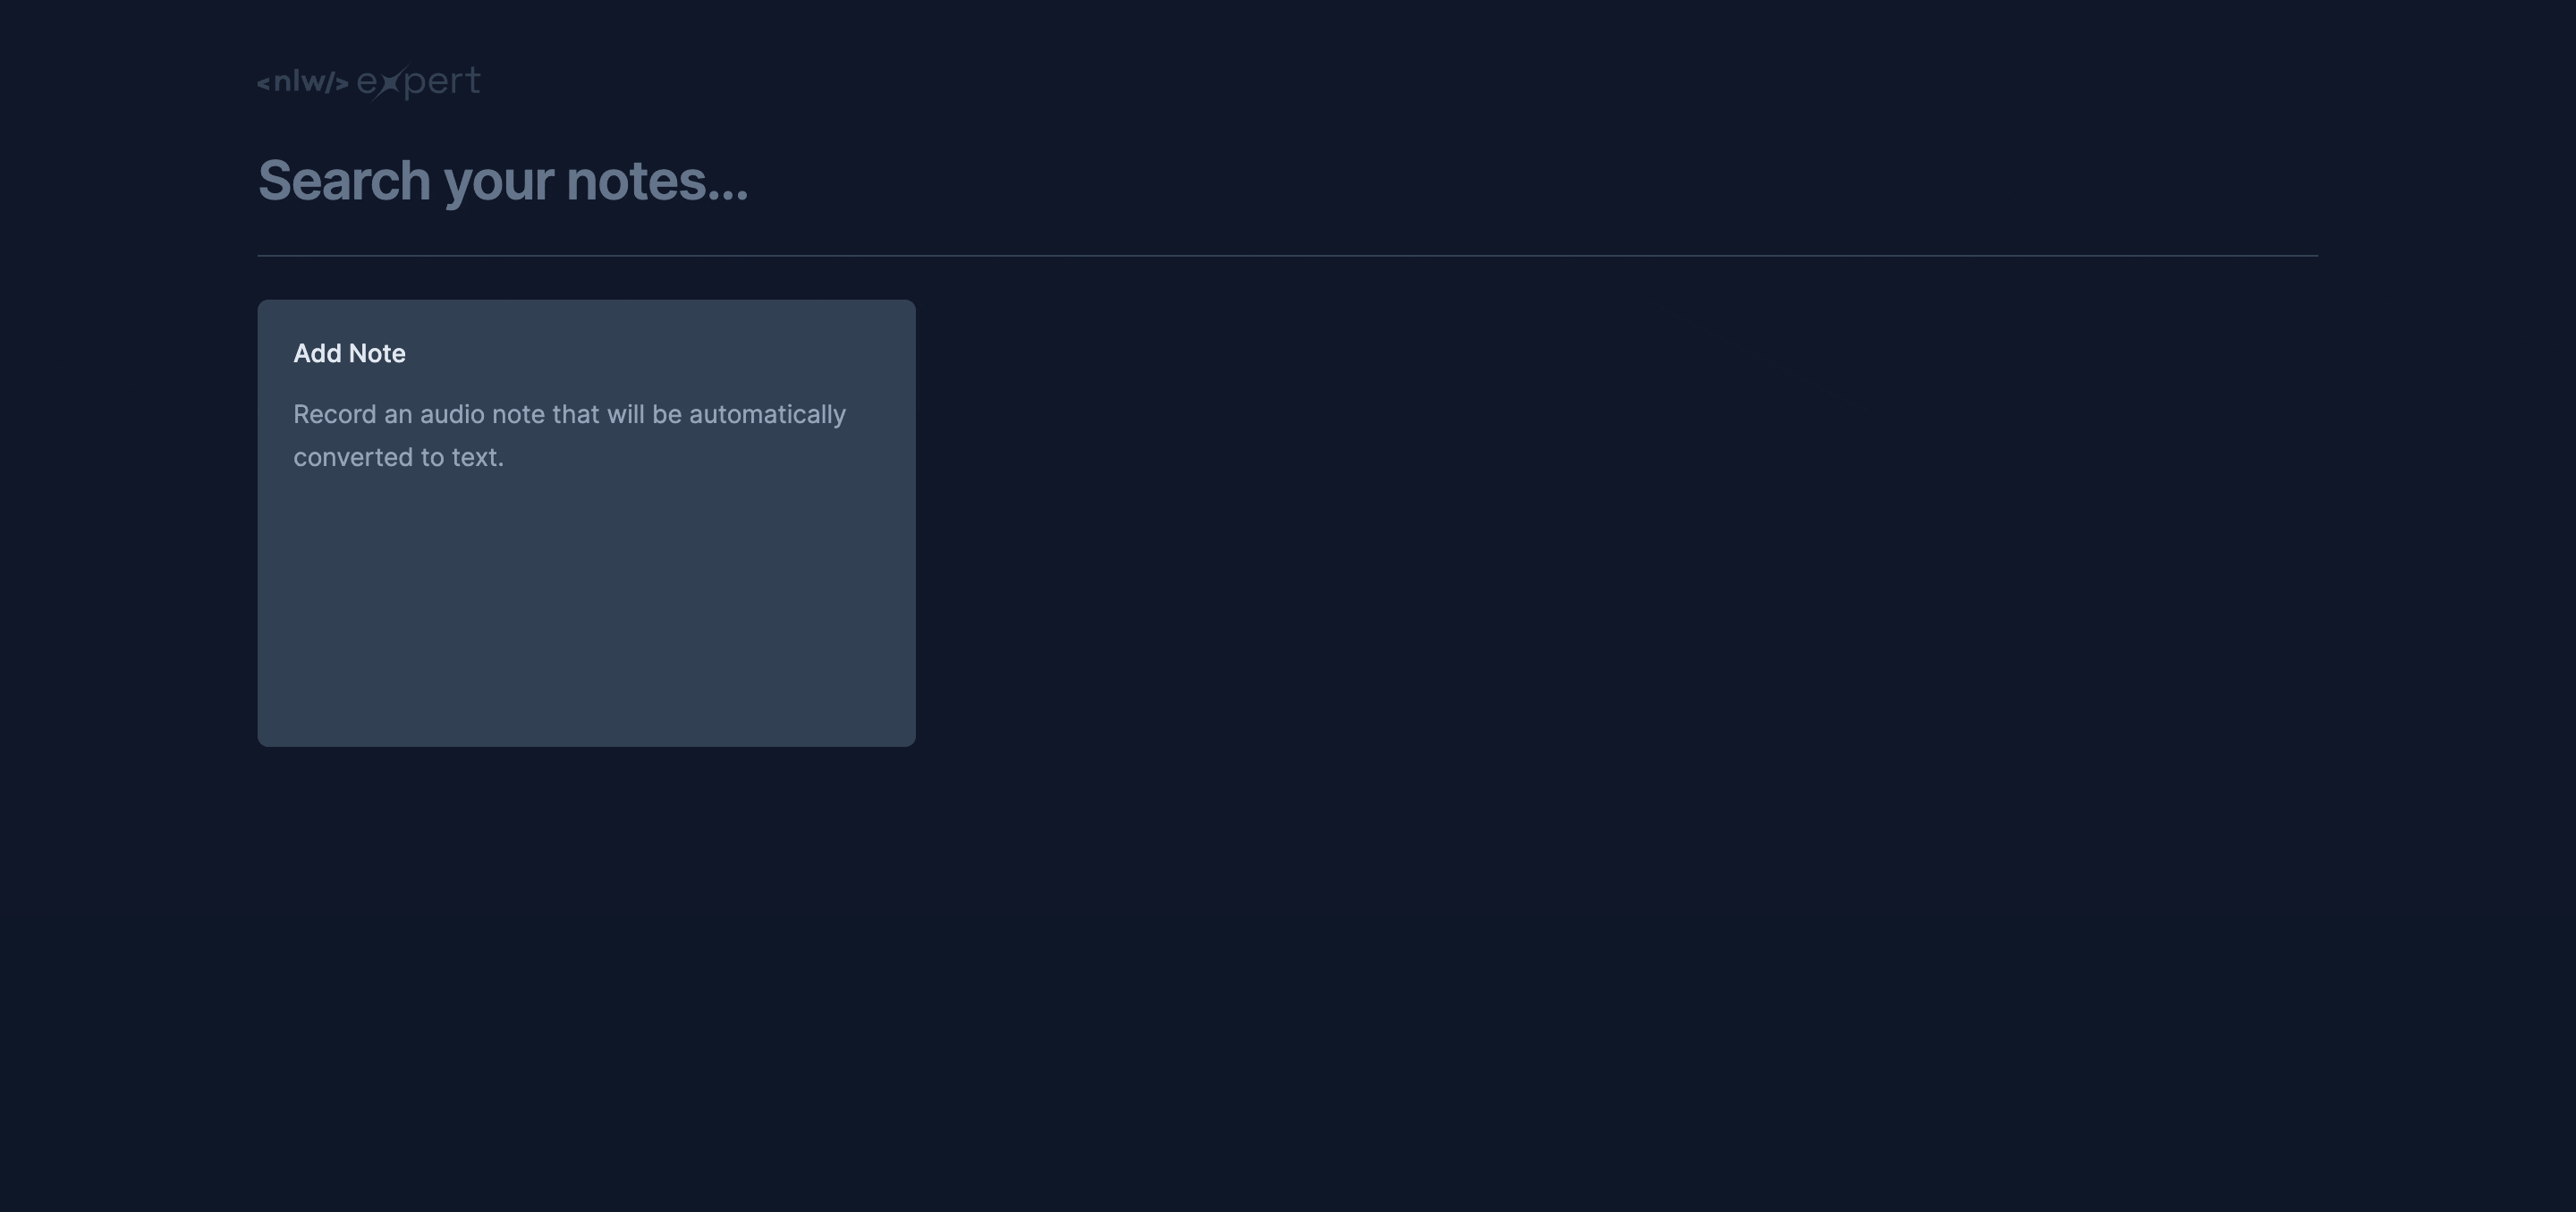 <nlw/> expert
Search your notes...
Add Note
Record an audio note that will be automatically
converted to text.